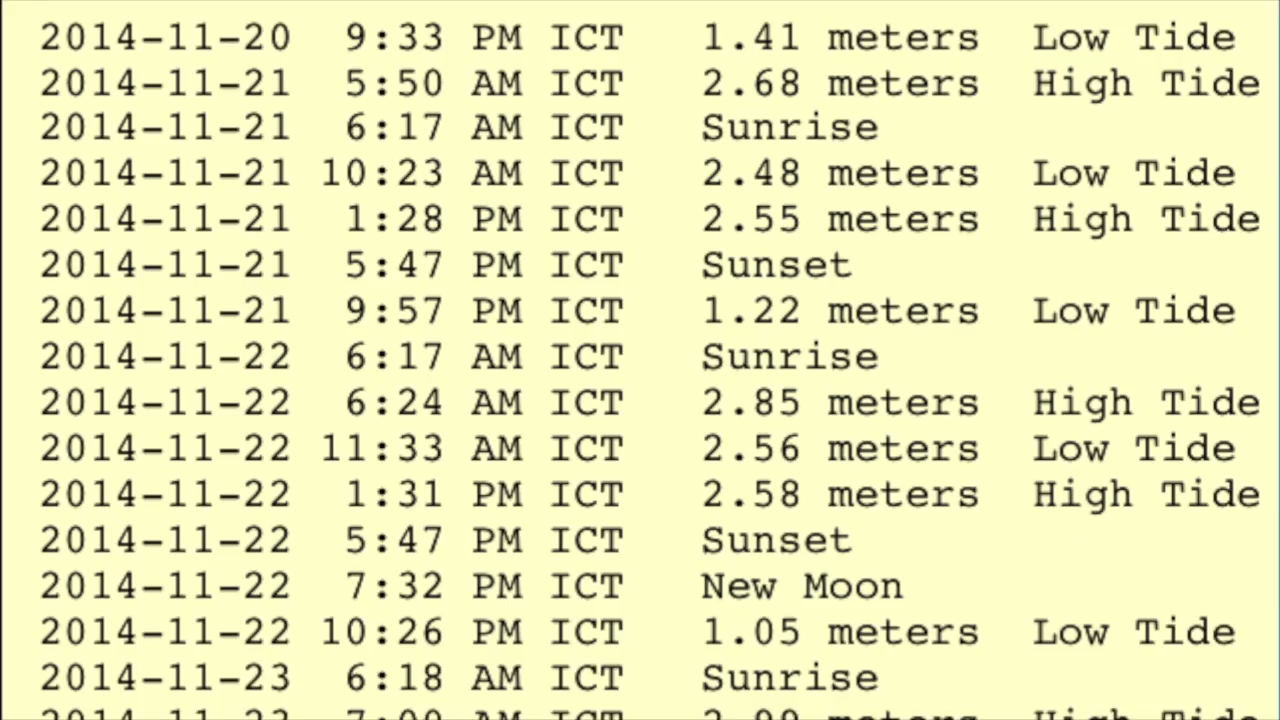 2014-11-20  9:33 PM ICT   1.41 meters  Low Tide
2014-11-21  5:50 AM ICT   2.68 meters  High Tide
2014-11-21  6:17 AM ICT   Sunrise
2014-11-21 10:23 AM ICT   2.48 meters  Low Tide
2014-11-21  1:28 PM ICT   2.55 meters  High Tide
2014-11-21  5:47 PM ICT   Sunset
2014-11-21  9:57 PM ICT   1.22 meters  Low Tide
2014-11-22  6:17 AM ICT   Sunrise
2014-11-22  6:24 AM ICT   2.85 meters  High Tide
2014-11-22 11:33 AM ICT   2.56 meters  Low Tide
2014-11-22  1:31 PM ICT   2.58 meters  High Tide
2014-11-22  5:47 PM ICT   Sunset
2014-11-22  7:32 PM ICT   New Moon
2014-11-22 10:26 PM ICT   1.05 meters  Low Tide
2014-11-23  6:18 AM ICT   Sunrise